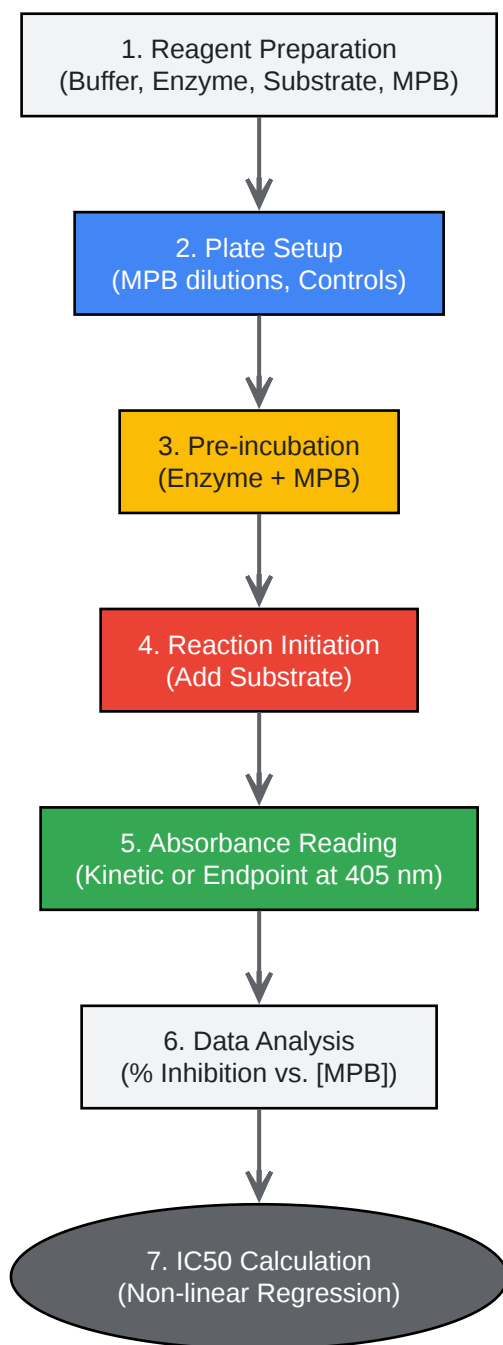 1. Reagent Preparation
(Buffer, Enzyme, Substrate, MPB)
2. Plate Setup
(MPB dilutions, Controls)
3. Pre-incubation
(Enzyme + MPB)
4. Reaction Initiation
(Add Substrate)
5. Absorbance Reading
(Kinetic or Endpoint at 405 nm)
6. Data Analysis
(% Inhibition vs. [MPB])
7. IC50 Calculation
(Non-linear Regression)